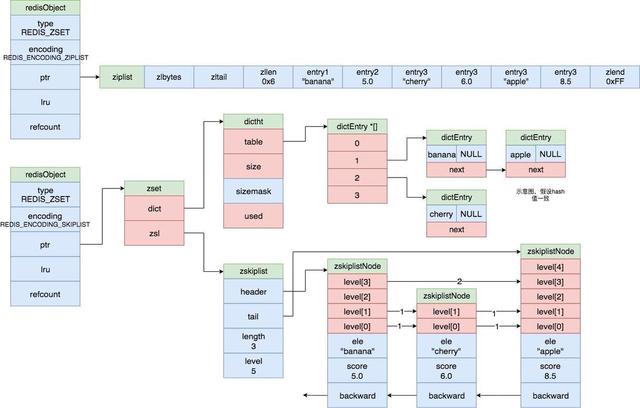 redisObject
type
REDIS_ZSET
encoding
REDIS_ENCODING_ZIPLIST
ptr
lru
refcount
ziplist
zlbytes
zltail
zllen
0x6
entry1
"banana"
entry2
5.0
entry3
"cherry"
entry3
6.0
entry3
"apple"
entry3
8.5
zlend
0xFF
redisObject
type
REDIS_ZSET
encoding
REDIS_ENCODING_SKIPLIST
ptr
lru
refcount
zset
dict
zsl
dictht
table
size
sizemask
used
dictEntry *[]
0
1
2
3
dictEntry
banana NULL
next
dictEntry
apple NULL
next
dictEntry
cherry NULL
next
示意图，假设hash
值一致
zskiplist
header
tail
length
3
level
5
zskiplistNode
level[3]
level[2]
level[1]
level[0]
ele
"banana"
score
5.0
backward
2
1
1
zskiplistNode
level[1]
level[0]
ele
"cherry"
score
6.0
backward
1
1
zskiplistNode
level[4]
level[3]
level[2]
level[1]
level[0]
ele
"apple"
score
8.5
backward